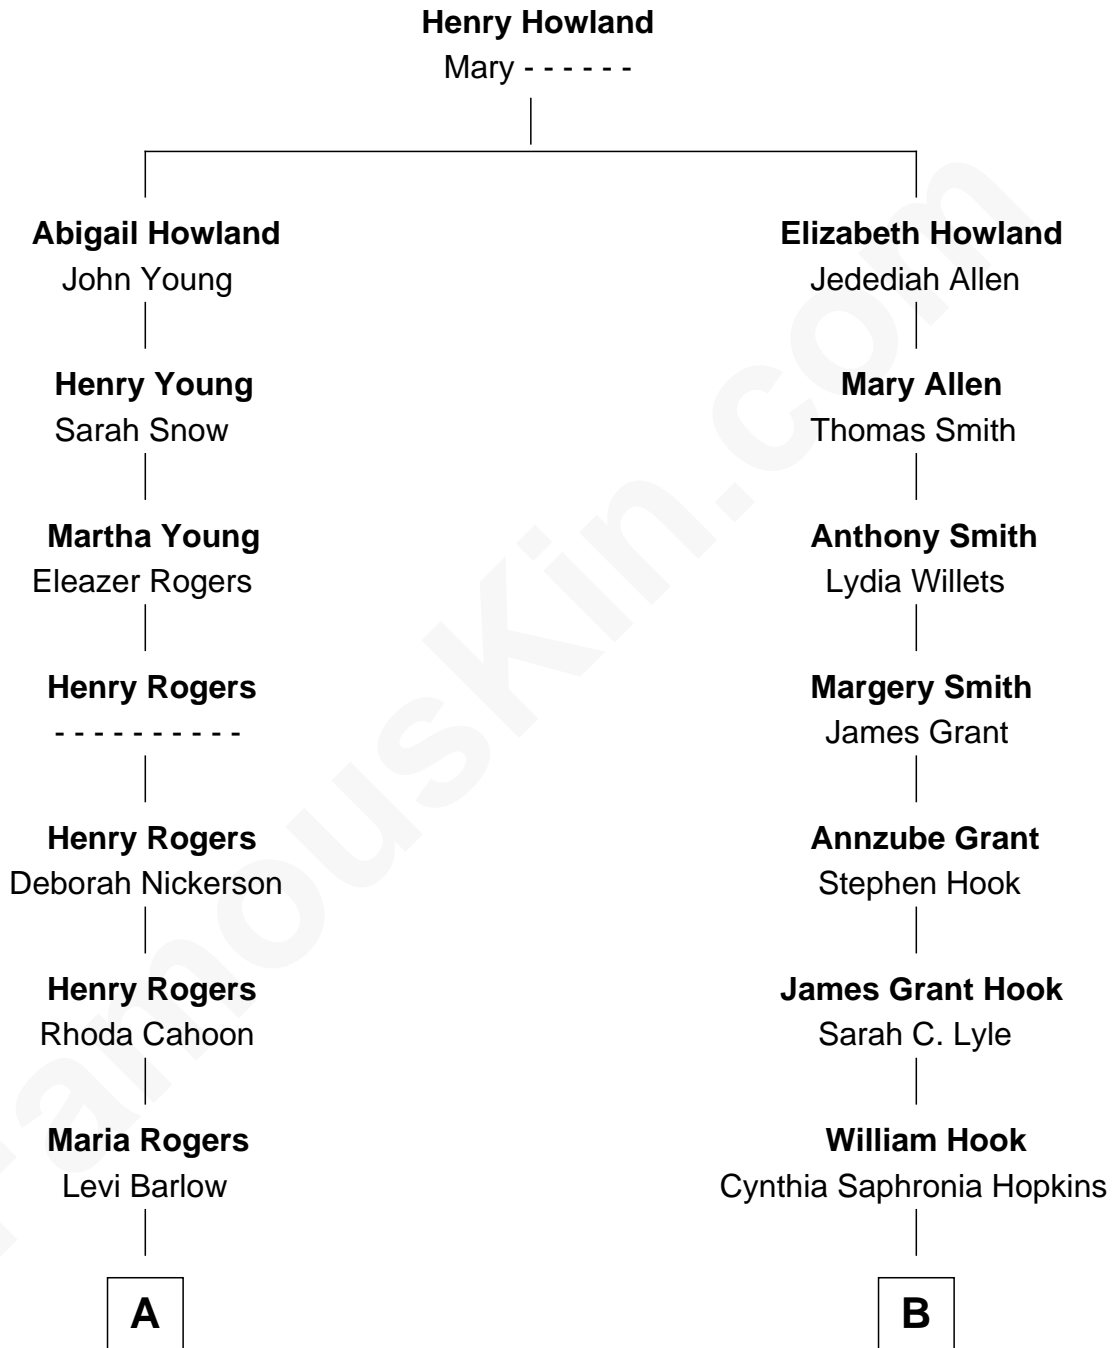 Henry Howland
Mary - - - - - -
Abigail Howland
John Young
Elizabeth Howland
Jedediah Allen
Henry Young
Sarah Snow
Mary Allen
Thomas Smith
Martha Young
Eleazer Rogers
Anthony Smith
Lydia Willets
Henry Rogers
- - - - - - - - - -
Margery Smith
James Grant
Henry Rogers
Deborah Nickerson
Annzube Grant
Stephen Hook
Henry Rogers
Rhoda Cahoon
James Grant Hook
Sarah C. Lyle
Maria Rogers
Levi Barlow
William Hook
Cynthia Saphronia Hopkins
A
B
FamousKin.com